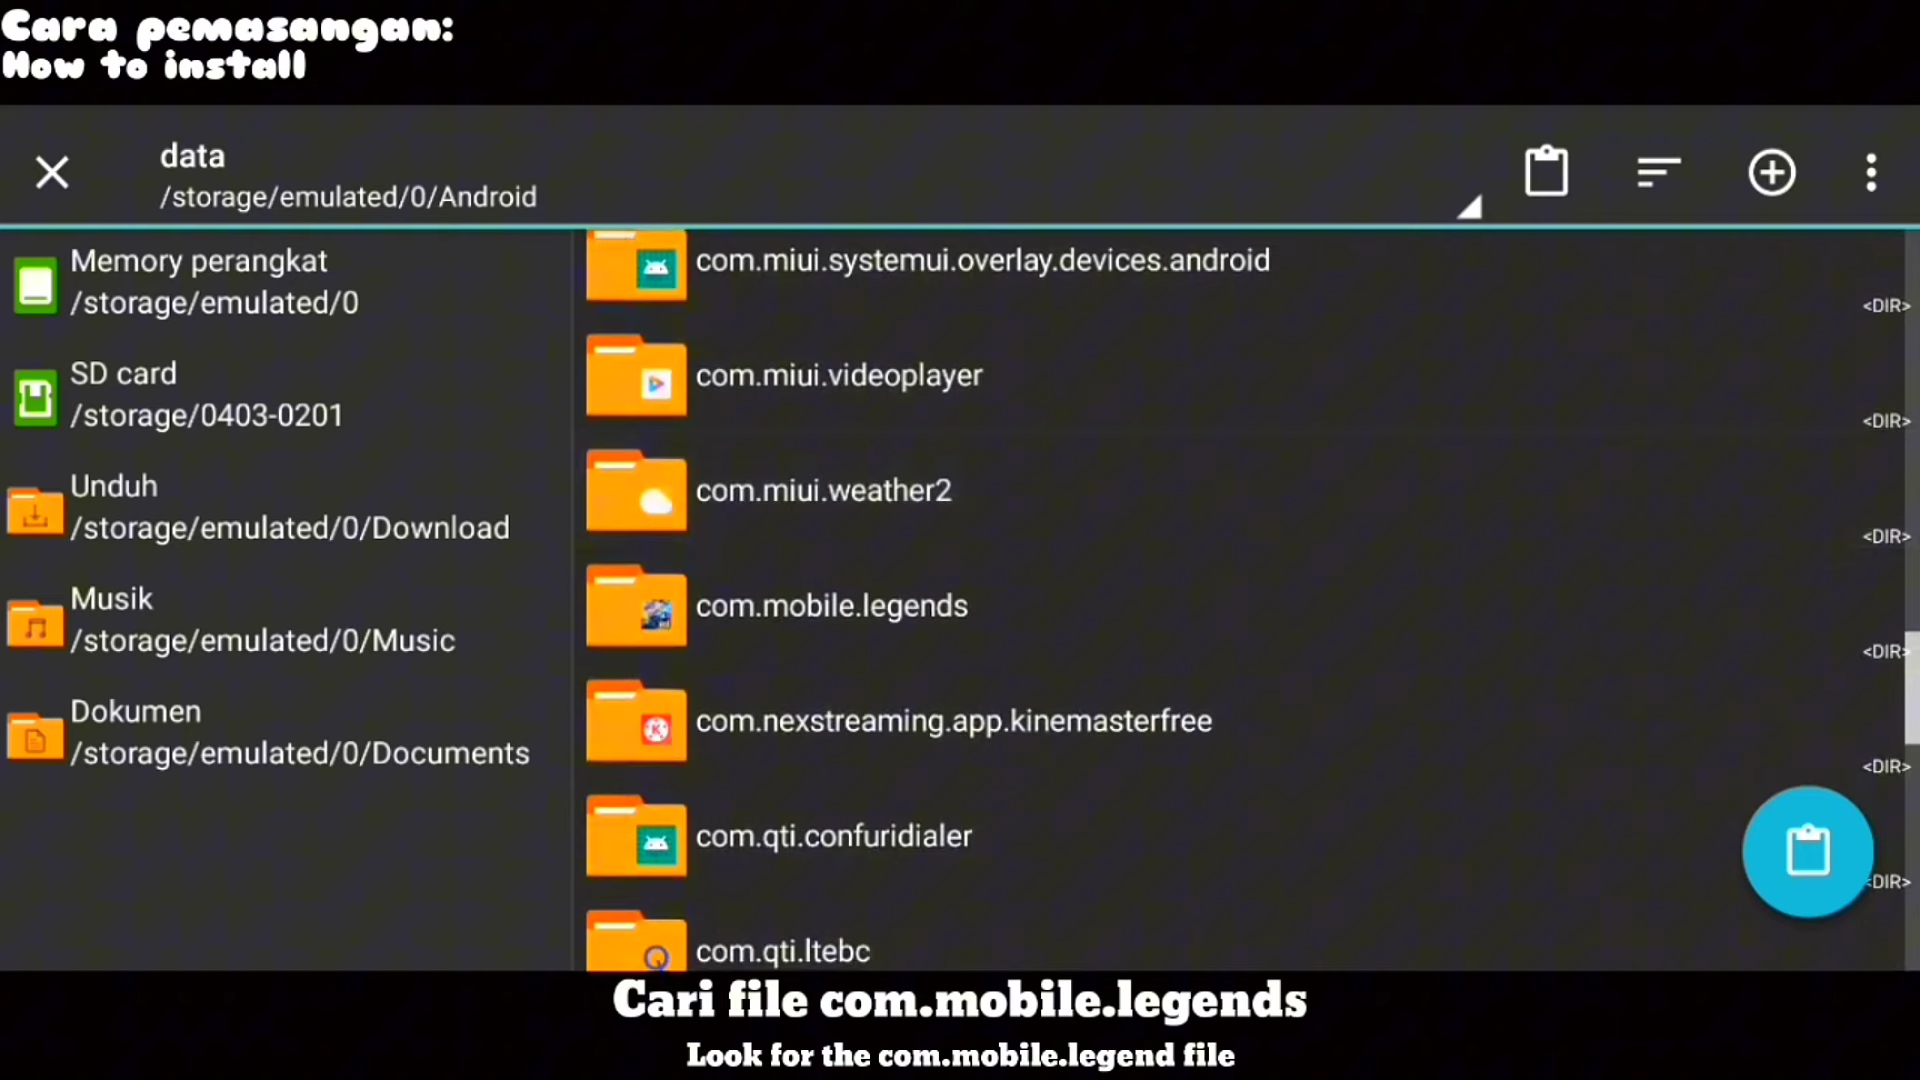 Cara pemasangan:
How to install
data
/storage/emulated/0/Android
Memory perangkat
/storage/emulated/0
SD card
/storage/0403-0201
Unduh
/storage/emulated/0/Download
Musik
/storage/emulated/0/Music
Dokumen
/storage/emulated/0/Documents
com.miui.systemui.overlay.devices.android
<DIR>
com.miui.videoplayer
<DIR>
com.miui.weather2
<DIR>
com.mobile.legends
<DIR>
com.nexstreaming.app.kinemasterfree
<DIR>
com.qti.confuridialer
<DIR>
com.qti.ltebc
Cari file com.mobile.legends
Look for the com.mobile.legend file